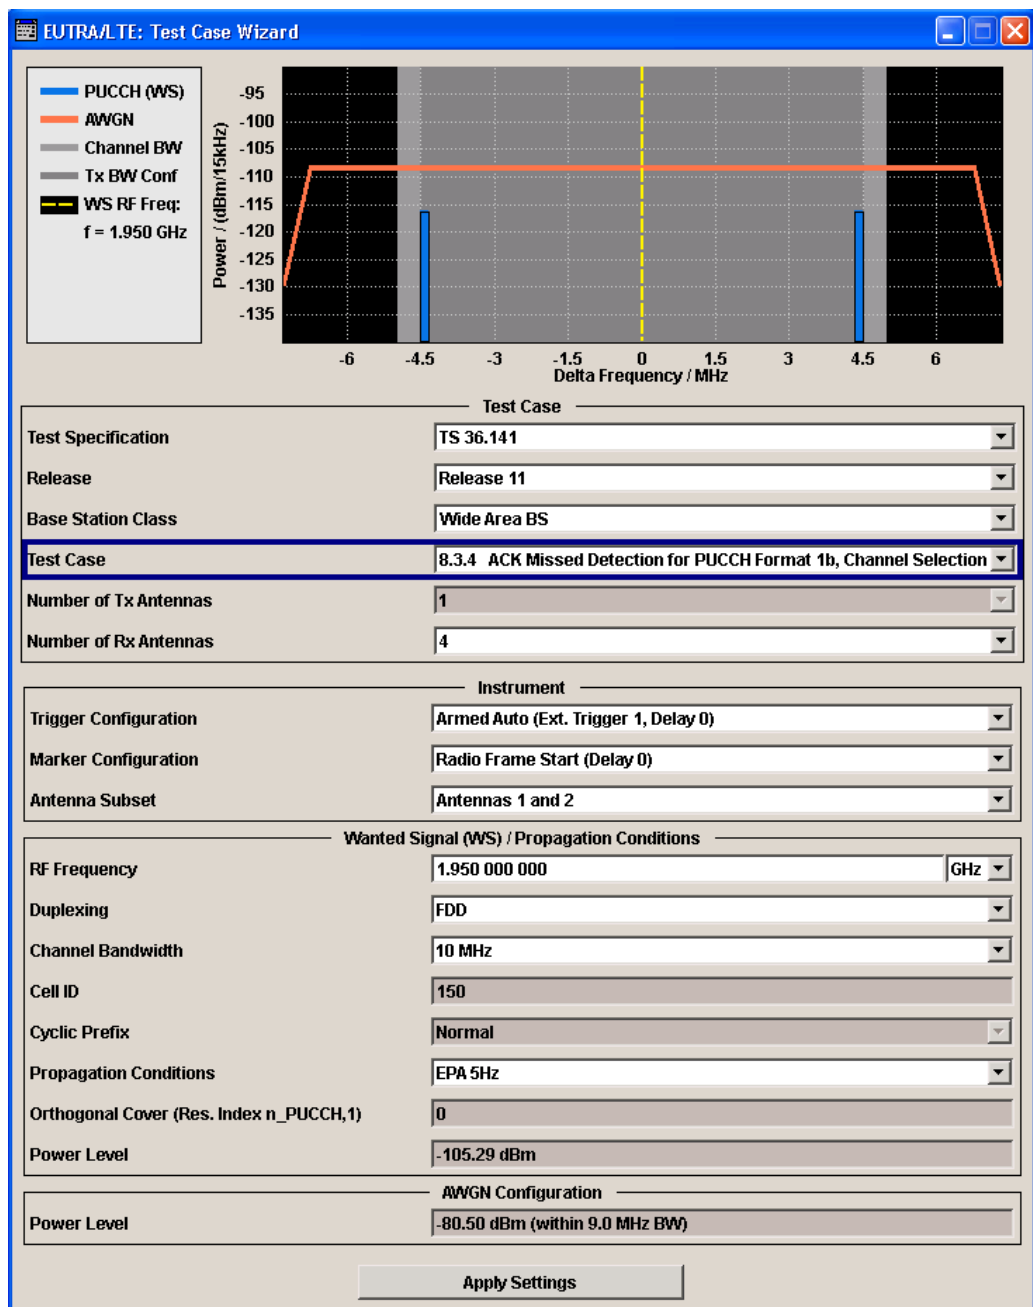 EUTRA/LTE: Test Case Wizard
PUCCH (WS)
AWGN
Channel BW
Tx BW Conf
WS RF Freq:
f = 1.950 GHz
Power / (dBm/15kHz)
-95
-100
-105
-110
-115
-120
-125
-130
-135
-6 -4.5 -3 -1.5 0 1.5 3 4.5 6
Delta Frequency / MHz
Test Case
Test Specification TS 36.141
Release Release 11
Base Station Class Wide Area BS
Test Case 8.3.4 ACK Missed Detection for PUCCH Format 1b, Channel Selection
Number of Tx Antennas 1
Number of Rx Antennas 4
Instrument
Trigger Configuration Armed Auto (Ext. Trigger 1, Delay 0)
Marker Configuration Radio Frame Start (Delay 0)
Antenna Subset Antennas 1 and 2
Wanted Signal (WS) / Propagation Conditions
RF Frequency 1.950 000 000 GHz
Duplexing FDD
Channel Bandwidth 10 MHz
Cell ID 150
Cyclic Prefix Normal
Propagation Conditions EPA 5Hz
Orthogonal Cover (Res. Index n_PUCCH,1) 0
Power Level -105.29 dBm
AWGN Configuration
Power Level -80.50 dBm (within 9.0 MHz BW)
Apply Settings